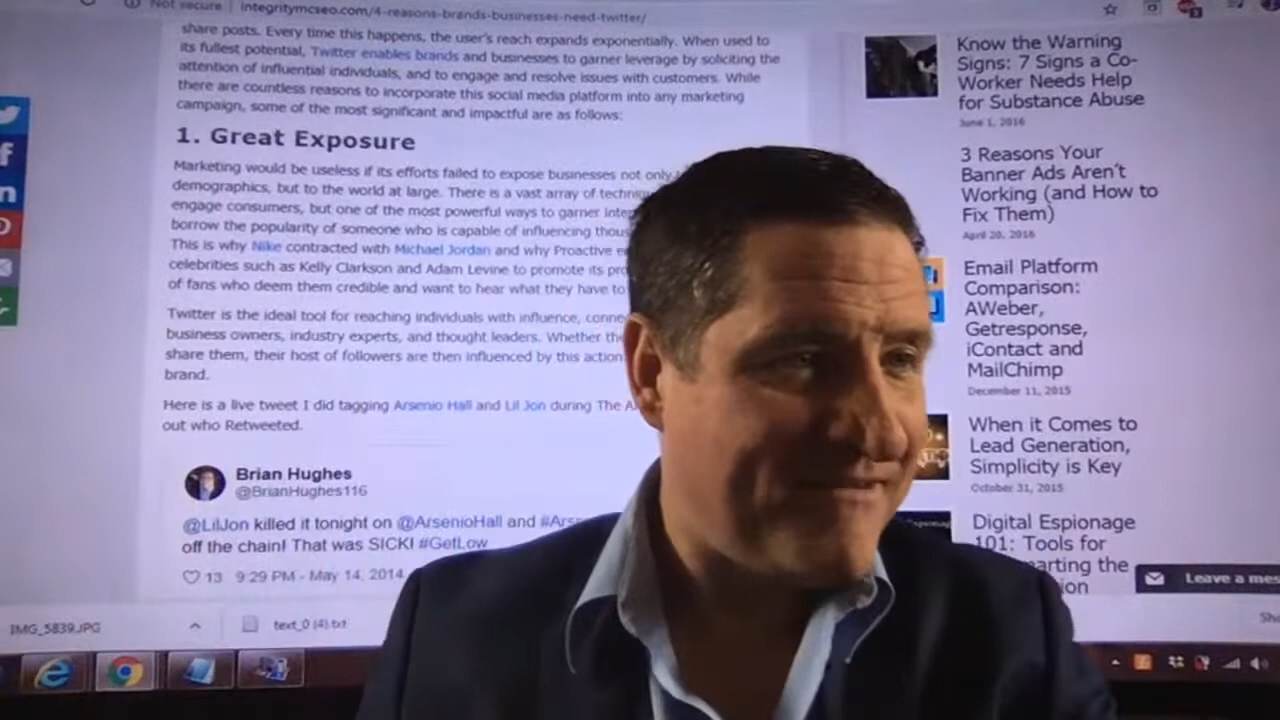 Not secure | integritymcseo.com/4-reasons-brands-businesses-need-twitter/
share posts. Every time this happens, the user's reach expands exponentially. When used to
its fullest potential, Twitter enables brands and businesses to garner leverage by soliciting the
attention of influential individuals, and to engage and resolve issues with customers. While
there are countless reasons to incorporate this social media platform into any marketing
campaign, some of the most significant and impactful are as follows:
1. Great Exposure
Marketing would be useless if its efforts failed to expose businesses not only
demographics, but to the world at large. There is a vast array of
engage consumers, but one of the most powerful ways to garner
borrow the popularity of someone who is capable of influencing
This is why Nike contracted with Michael Jordan and why Proactive
celebrities such as Kelly Clarkson and Adam Levine to promote its
of fans who deem them credible and want to hear what they have to
Twitter is the ideal tool for reaching individuals with influence,
business owners, industry experts, and thought leaders. Whether
share them, their host of followers are then influenced by this action
brand.
Here is a live tweet I did tagging Arsenio Hall and Lil Jon during The
out who Retweeted.
Brian Hughes
@BrianHughes116
@LilJon killed it tonight on @ArsenioHall and
off the chain! That was SICK! #GetLow
13 9:29 PM - May 14, 2014
Know the Warning
Signs: 7 Signs a Co-
Worker Needs Help
for Substance Abuse
June 1, 2016
3 Reasons Your
Banner Ads Aren't
Working (and How to
Fix Them)
April 20, 2016
Email Platform
Comparison:
AWeber,
Getresponse,
iContact and
MailChimp
December 11, 2015
When it Comes to
Lead Generation,
Simplicity is Key
October 31, 2015
Digital Espionage
101: Tools for
the
Leave a
IMG_5839.JPG
text_0 (4).txt